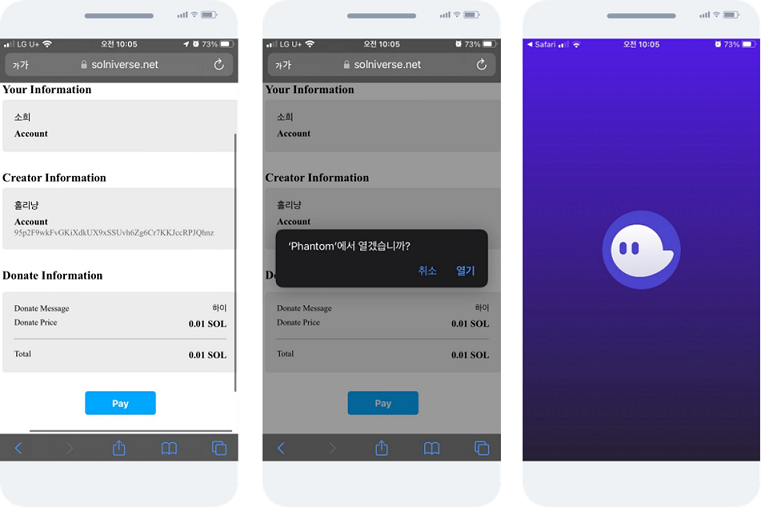 LG U+ 오전 10:05 73%
가가 solniverse.net
Your Information
소희
Account
Creator Information
홀리냥
Account
95p2F9wkFvGKiXdkUX9xSSUvh6Zg6Cr7KKJccRPJQhnz
Donate Information
Donate Message 하이
Donate Price 0.01 SOL
Total 0.01 SOL
Pay
LG U+ 오전 10:05 73%
가가 solniverse.net
Your Information
소희
Account
Creator Information
홀리냥
Account
'Phantom'에서 열겠습니까?
취소 열기
Donate Message 하이
Donate Price 0.01 SOL
Total 0.01 SOL
Pay
Safari 오전 10:05 73%